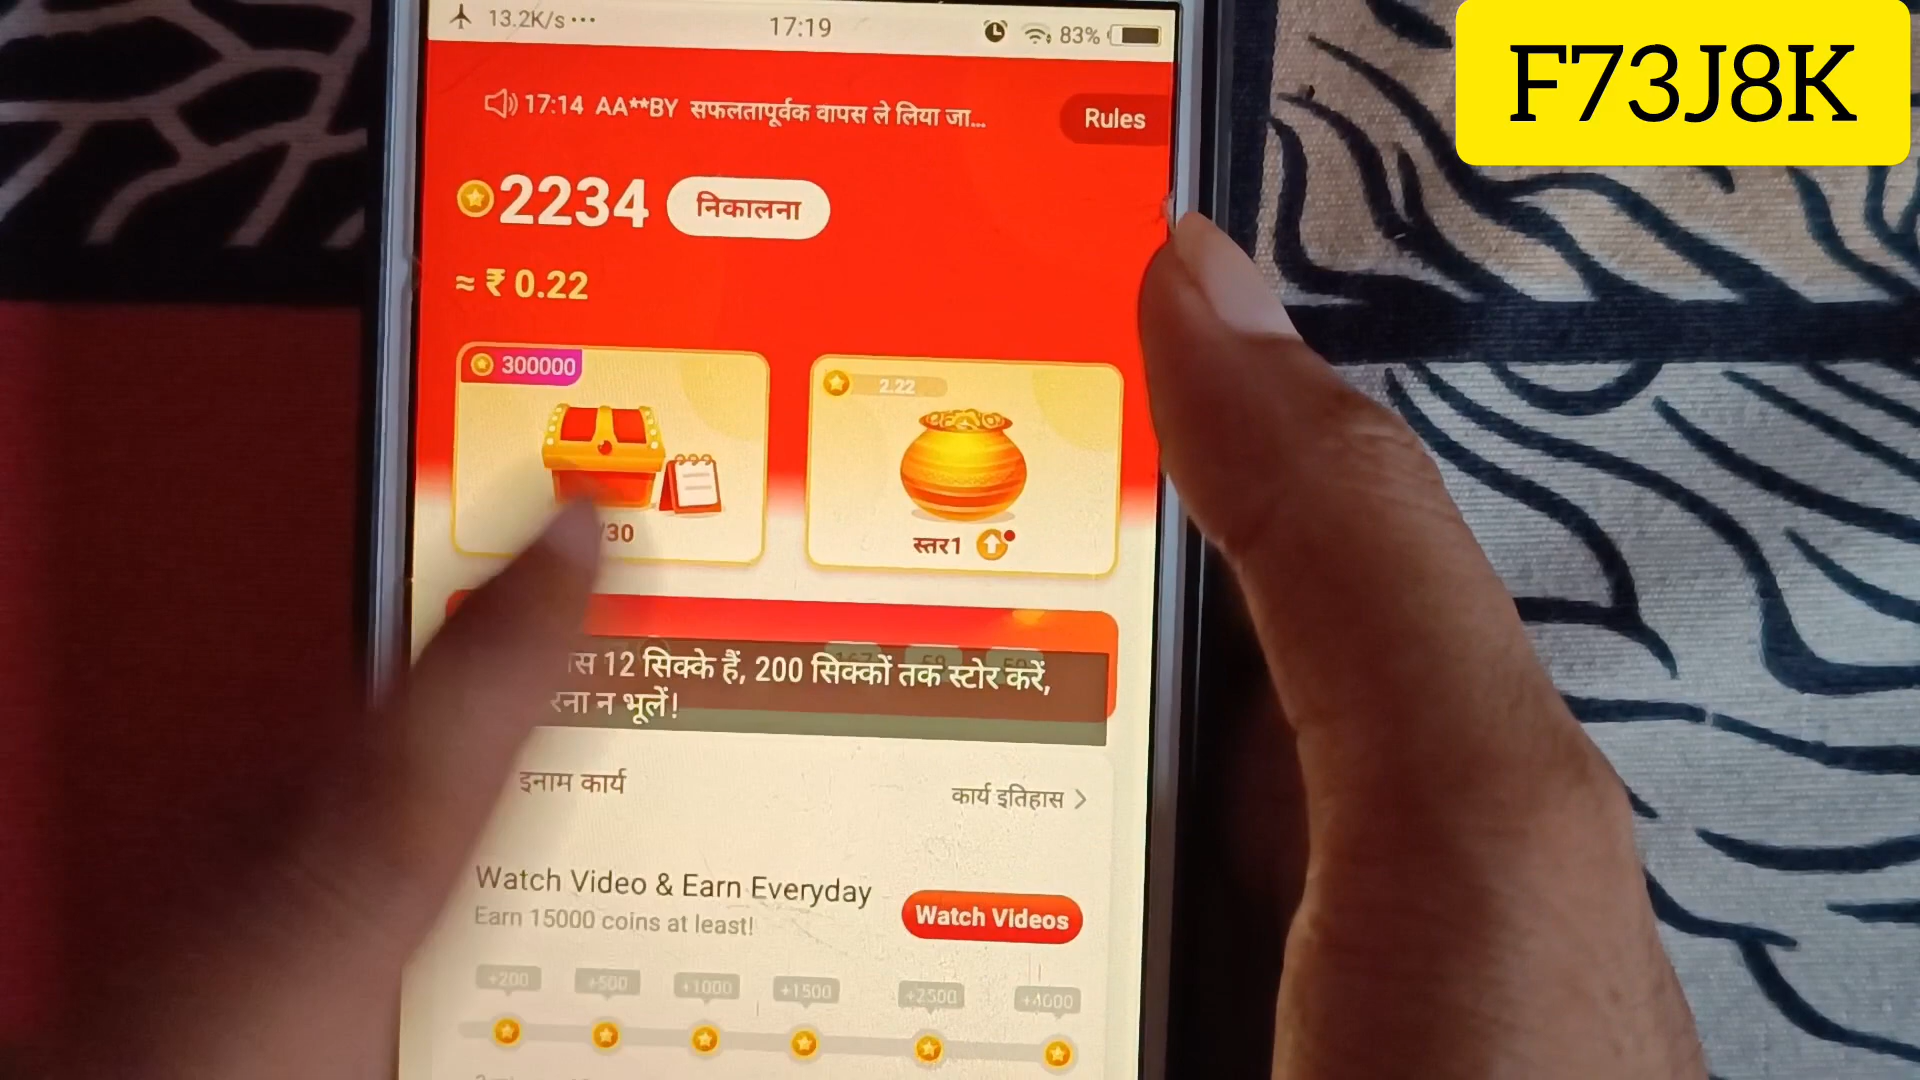 13.2K/s ...
17:19
83%
F73J8K
17:14 AA**BY सफलतापूर्वक वापस ले लिया जा...
Rules
2234
निकालना
≈ ₹ 0.22
300000
2.22
/30
स्तर1
स 12 सिक्के हैं, 200 सिक्कों तक स्टोर करें,
रना न भूलें!
इनाम कार्य
कार्य इतिहास >
Watch Video & Earn Everyday
Earn 15000 coins at least!
Watch Videos
+200
+500
+1000
+1500
+2500
+4000